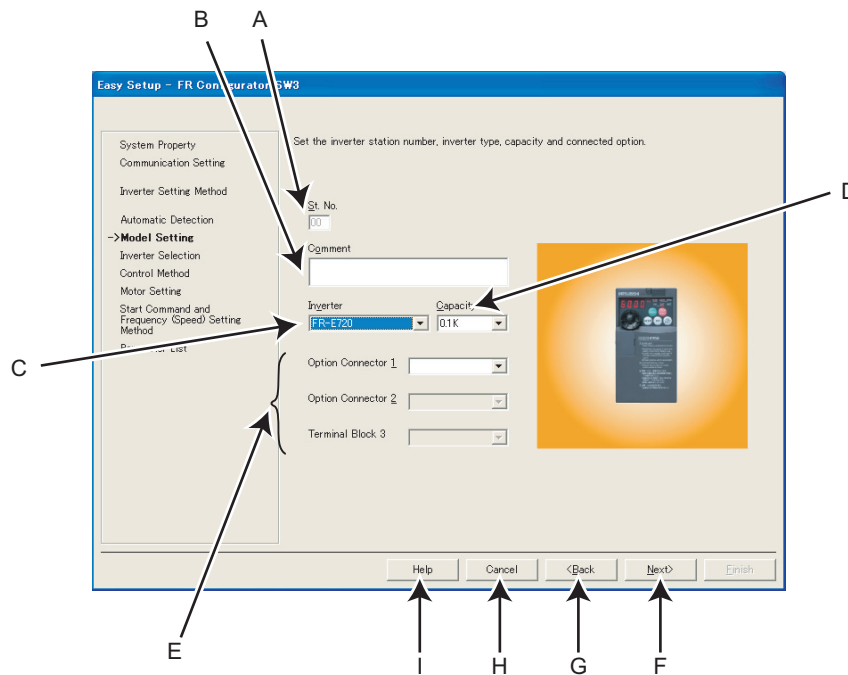 B
A
Easy Setup - FR Configurator SW3
System Property
Communication Setting
Inverter Setting Method
Automatic Detection
->Model Setting
Inverter Selection
Control Method
Motor Setting
Start Command and
Frequency (Speed) Setting
Method
List
Set the inverter station number, inverter type, capacity and connected option.
St. No.
00
Comment
Inverter
Capacity
FR-E720
0.1K
Option Connector 1
Option Connector 2
Terminal Block 3
D
C
E
Help
Cancel
<Back
Next>
Finish
I
H
G
F